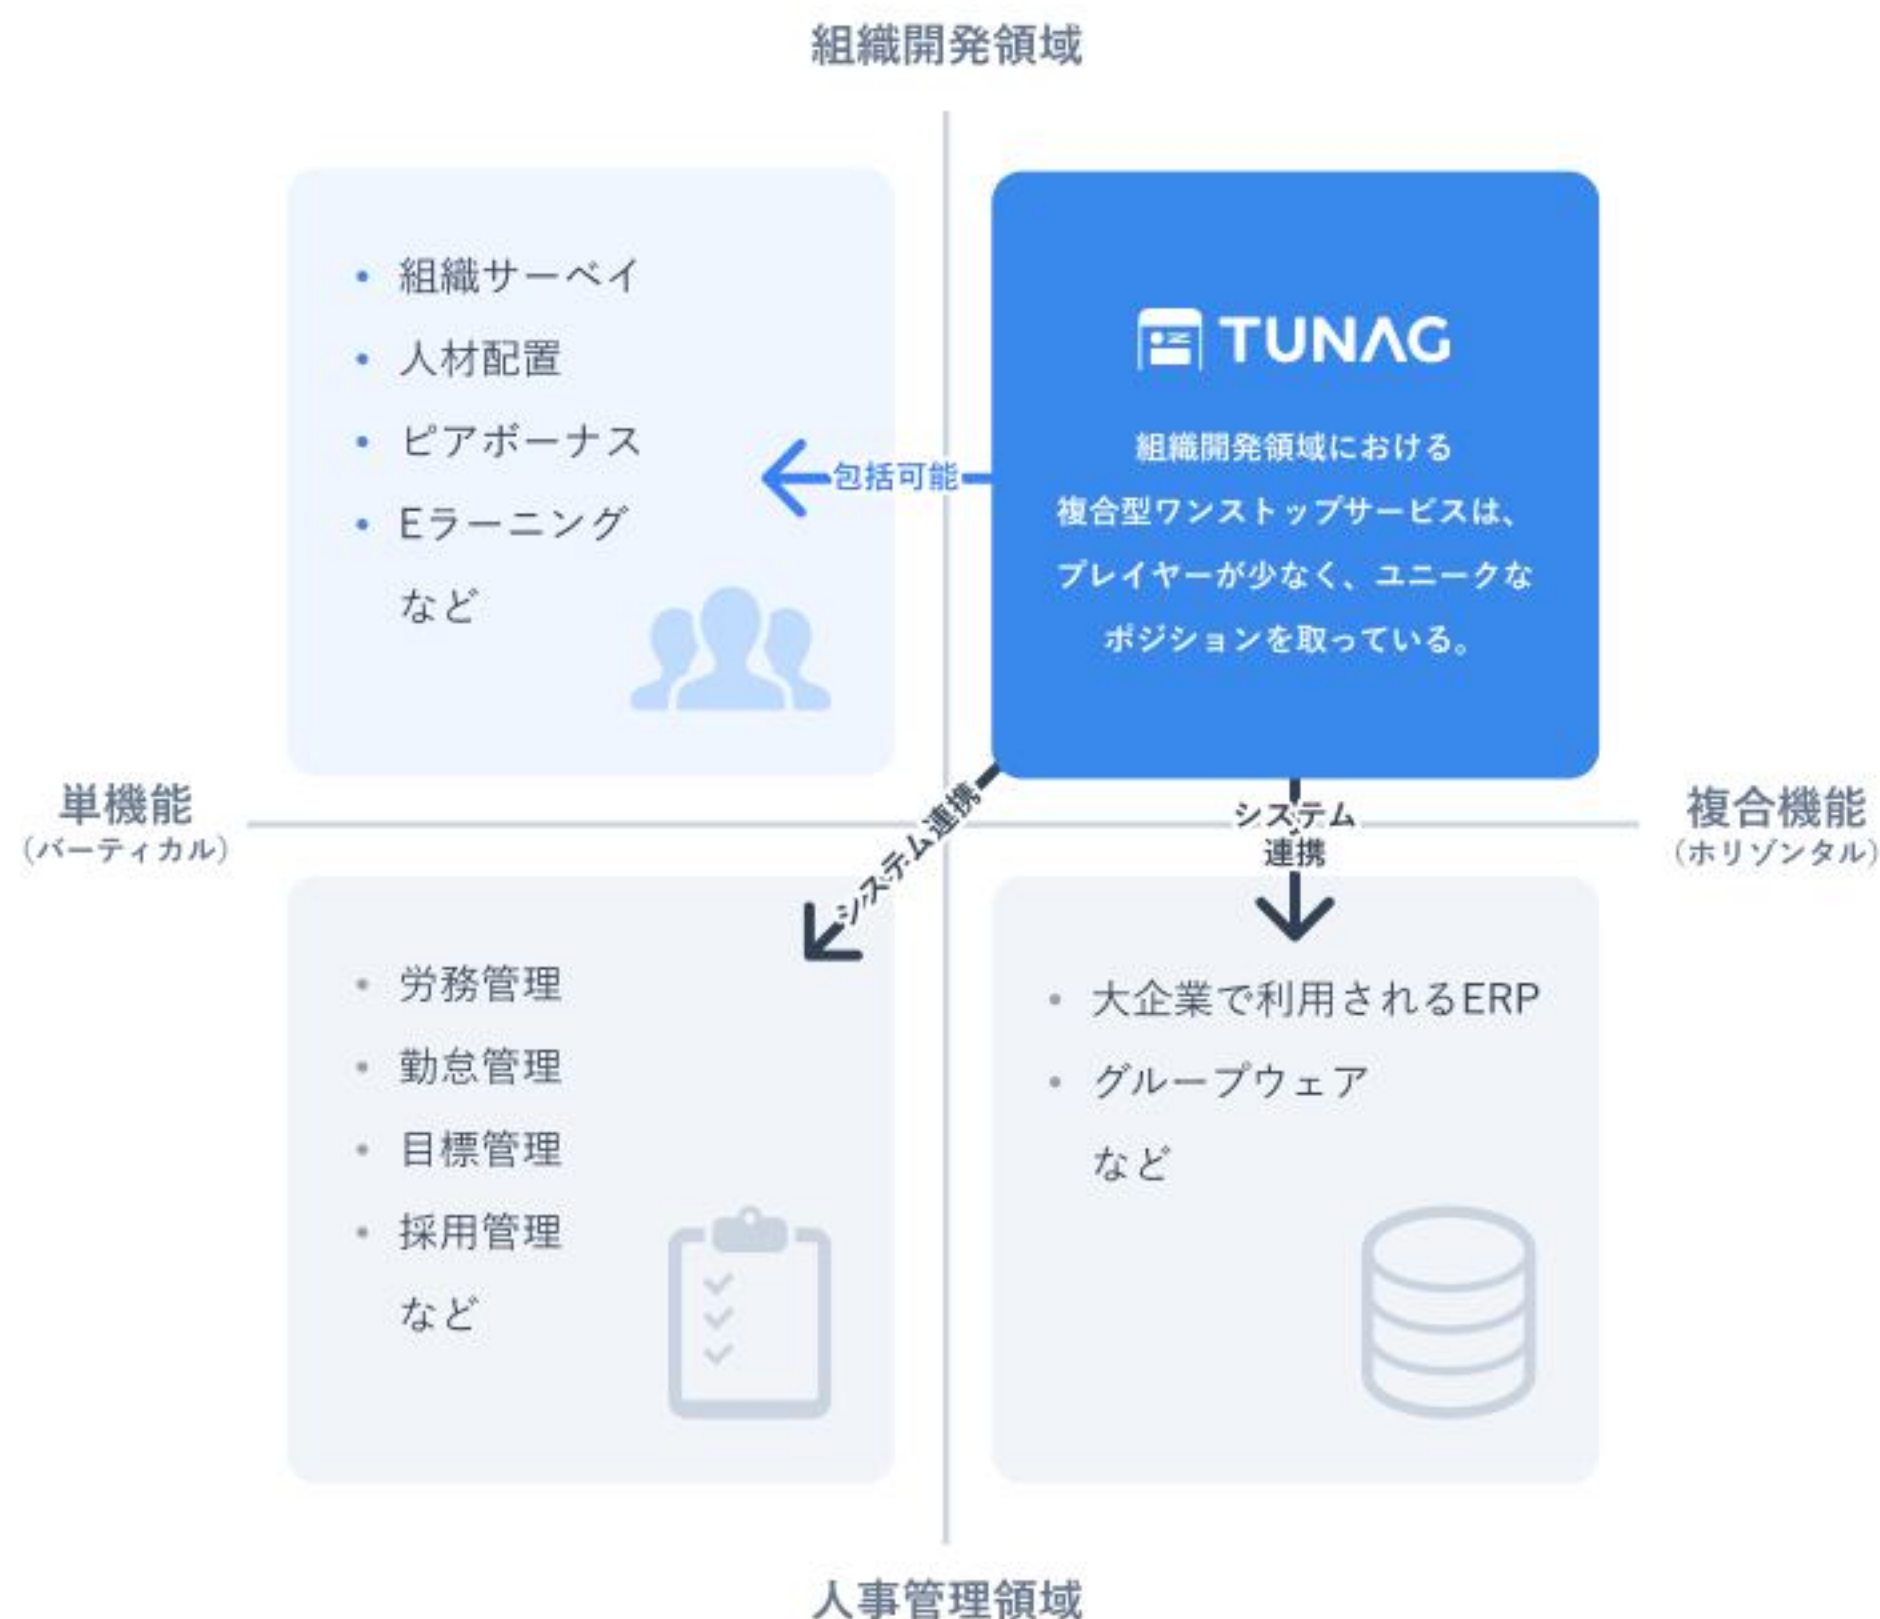 組織開発領域
• 組織サーベイ
• 人材配置
• ピアボーナス
• Eラーニング
など
包括可能
TUNAG
組織開発領域における
複合型ワンストップサービスは、
プレイヤーが少なく、ユニークな
ポジションを取っている。
単機能
（バーティカル）
システム連携
システム
連携
複合機能
（ホリゾンタル）
• 労務管理
• 勤怠管理
• 目標管理
• 採用管理
など
• 大企業で利用されるERP
• グループウェア
など
人事管理領域